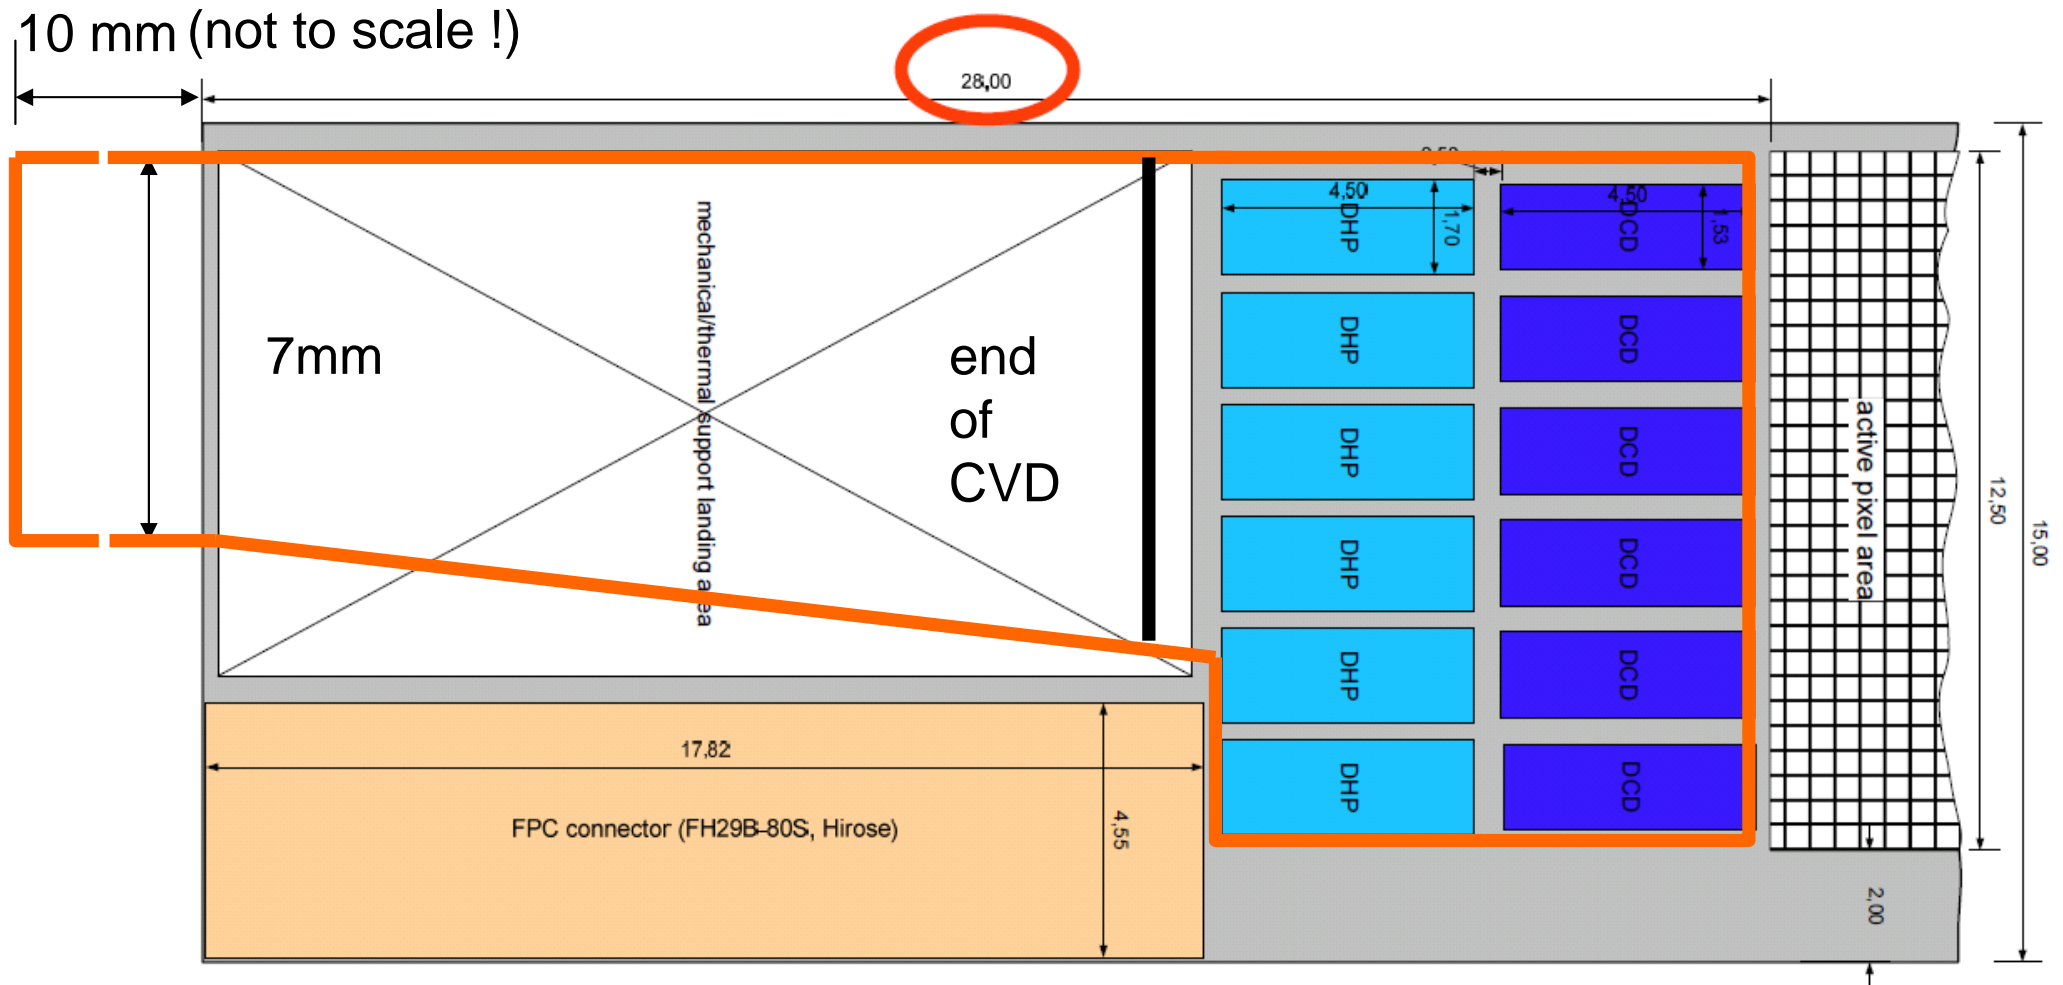 10 mm (not to scale !)
28,00
4,50
4,50
1,70
1,53
DHP
DCD
DHP
DCD
DHP
DCD
DHP
DCD
DHP
DCD
DHP
DCD
7mm
mechanical/thermal support landing area
end
of
CVD
active pixel area
12,50
15,00
17,82
4,55
FPC connector (FH29B-80S, Hirose)
2,00